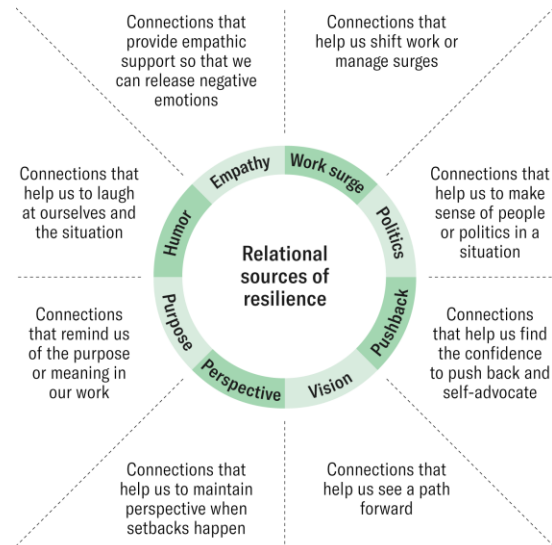 Connections that
provide empathic
support so that we
can release negative
emotions
Connections that
help us shift work or
manage surges
Connections that
help us to make
sense of people
or politics in a
situation
Connections
that help us find
the confidence
to push back and
self-advocate
Connections that
help us see a path
forward
Connections that
help us to maintain
perspective when
setbacks happen
Connections
that remind us
of the purpose
or meaning in
our work
Connections that
help us to laugh
at ourselves and
the situation
Empathy
Work surge
Politics
Pushback
Vision
Perspective
Purpose
Humor
Relational
sources of
resilience